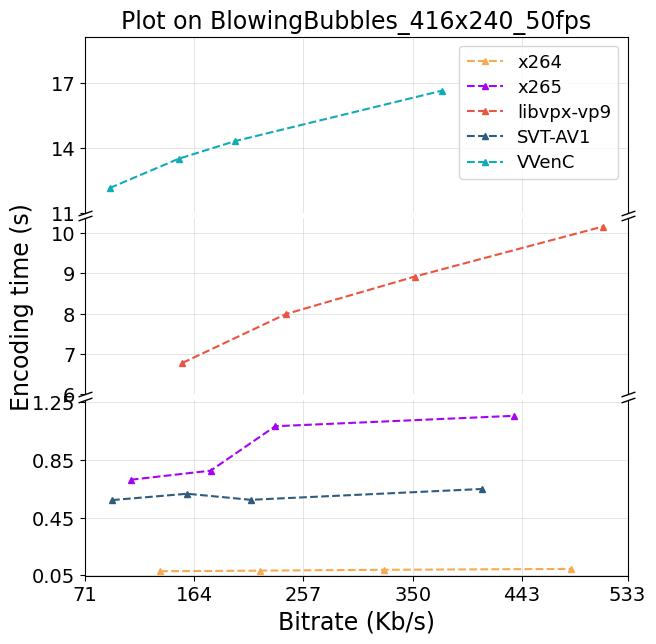 Plot on BlowingBubbles_416x240_50fps
x264
x265
libvpx-vp9
SVT-AV1
VVenC
Encoding time (s)
17
14
11
10
9
8
7
6
1.25
0.85
0.45
0.05
71 164 257 350 443 533
Bitrate (Kb/s)